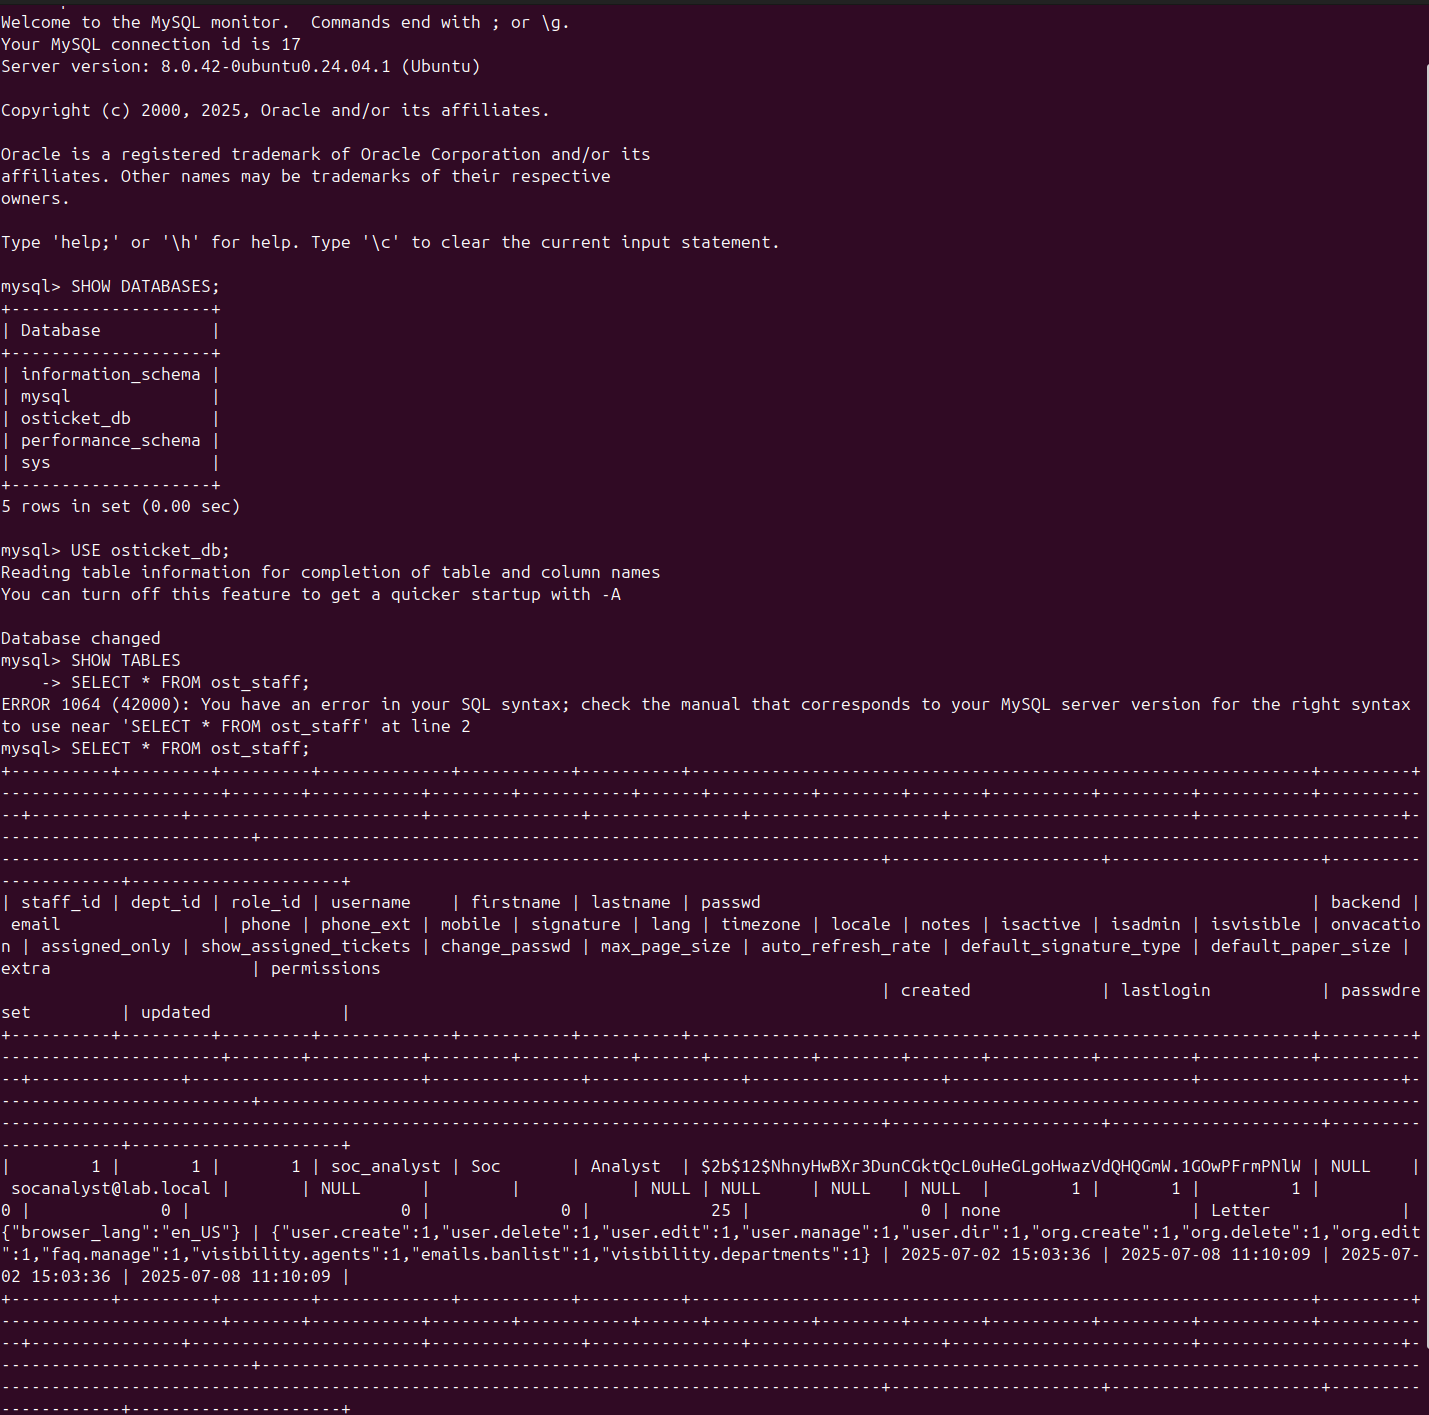 Welcome to the MySQL monitor.  Commands end with ; or \g.
Your MySQL connection id is 17
Server version: 8.0.42-0ubuntu0.24.04.1 (Ubuntu)

Copyright (c) 2000, 2025, Oracle and/or its affiliates.

Oracle is a registered trademark of Oracle Corporation and/or its
affiliates. Other names may be trademarks of their respective
owners.

Type 'help;' or '\h' for help. Type '\c' to clear the current input statement.

mysql> SHOW DATABASES;
+--------------------+
| Database           |
+--------------------+
| information_schema |
| mysql              |
| osticket_db        |
| performance_schema |
| sys                |
+--------------------+
5 rows in set (0.00 sec)

mysql> USE osticket_db;
Reading table information for completion of table and column names
You can turn off this feature to get a quicker startup with -A

Database changed
mysql> SHOW TABLES
    -> SELECT * FROM ost_staff;
ERROR 1064 (42000): You have an error in your SQL syntax; check the manual that corresponds to your MySQL server version for the right syntax
to use near 'SELECT * FROM ost_staff' at line 2
mysql> SELECT * FROM ost_staff;
| staff_id | dept_id | role_id | username    | firstname | lastname | passwd                                                       | backend |
 email                | phone | phone_ext | mobile | signature | lang | timezone | locale | notes | isactive | isadmin | isvisible | onvacatio
n | assigned_only | show_assigned_tickets | change_passwd | max_page_size | auto_refresh_rate | default_signature_type | default_paper_size |
extra                    | permissions
| created             | lastlogin           | passwdre
set         | updated             |
|        1 |       1 |       1 | soc_analyst | Soc       | Analyst  | $2b$12$NhnyHwBXr3DunCGktQcL0uHeGLgoHwazVdQHQGmW.1GOwPFrmPNlW | NULL    |
 socanalyst@lab.local |       | NULL      |        |           | NULL | NULL     | NULL   | NULL  |        1 |       1 |         1 |
0 |             0 |                     0 |             0 |            25 |                 0 | none                   | Letter             |
{"browser_lang":"en_US"} | {"user.create":1,"user.delete":1,"user.edit":1,"user.manage":1,"user.dir":1,"org.create":1,"org.delete":1,"org.edit
":1,"faq.manage":1,"visibility.agents":1,"emails.banlist":1,"visibility.departments":1} | 2025-07-02 15:03:36 | 2025-07-08 11:10:09 | 2025-07-
02 15:03:36 | 2025-07-08 11:10:09 |